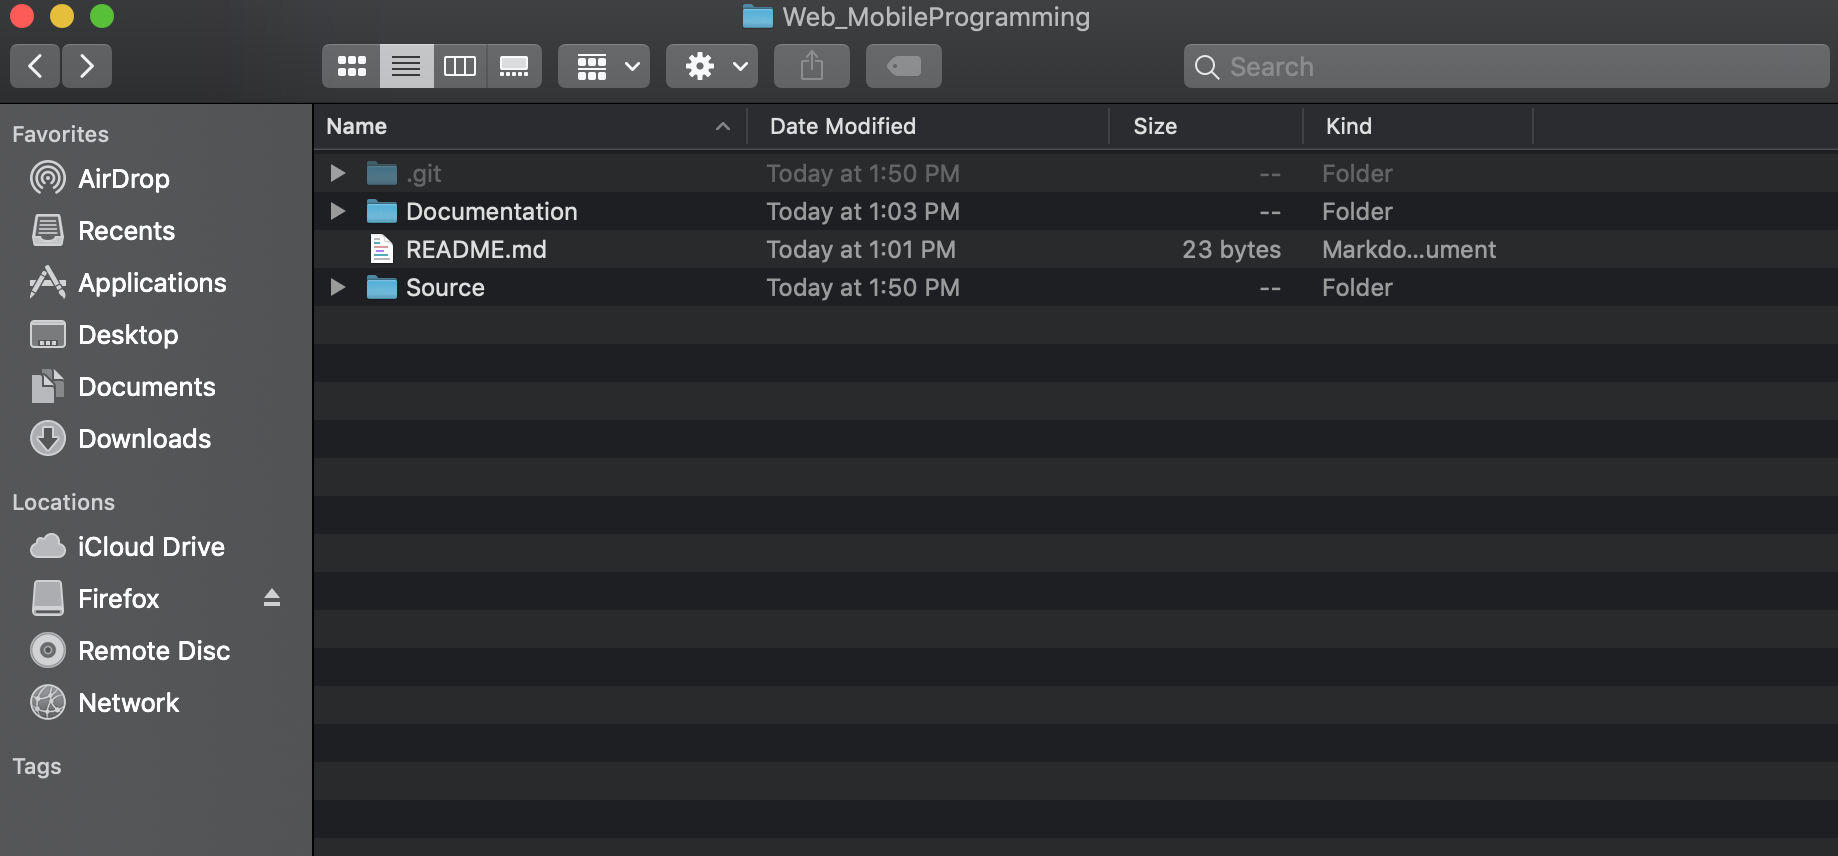 Web_MobileProgramming
Search
Favorites
AirDrop
Recents
Applications
Desktop
Documents
Downloads
Locations
iCloud Drive
Firefox
Remote Disc
Network
Tags
Name Date Modified Size Kind
.git Today at 1:50 PM -- Folder
Documentation Today at 1:03 PM -- Folder
README.md Today at 1:01 PM 23 bytes Markdo...ument
Source Today at 1:50 PM -- Folder